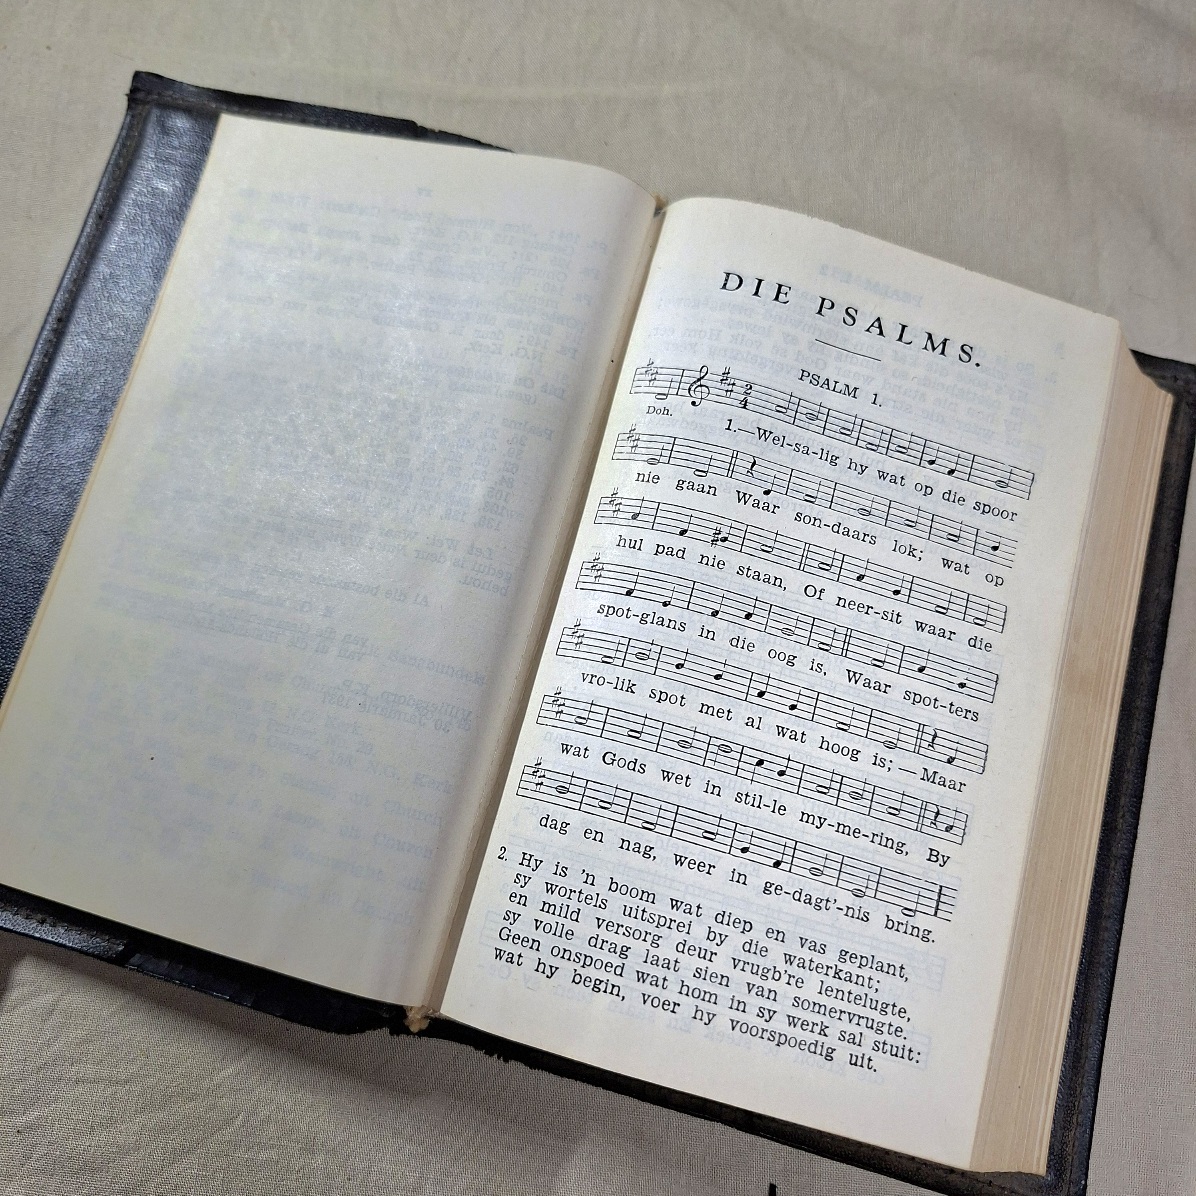 DIE PSALMS.
PSALM 1.
Doh.
1.—Wel-sa-lig hy wat op die spoor
nie gaan Waar son-daars lok; wat op
hul pad nie staan, Of neer-sit waar die
spot-glans in die oog is, Waar spot-ters
vro-lik spot met al wat hoog is; — Maar
wat Gods wet in stil-le my-me-ring, By
dag en nag, weer in ge-dagt'-nis bring.
2. Hy is 'n boom wat diep en vas geplant,
sy wortels uitsprei by die waterkant;
en mild versorg deur vrugb're lentelugte,
sy volle drag laat sien van somervrugte.
Geen onspoed wat hom in sy werk sal stuit:
wat hy begin, voer hy voorspoedig uit.